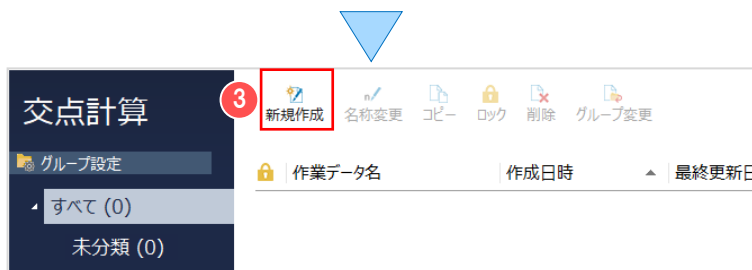 交点計算
3
新規作成 名称変更 コピー ロック 削除 グループ変更
グループ設定
作業データ名 作成日時 最終更新日
すべて (0)
未分類 (0)